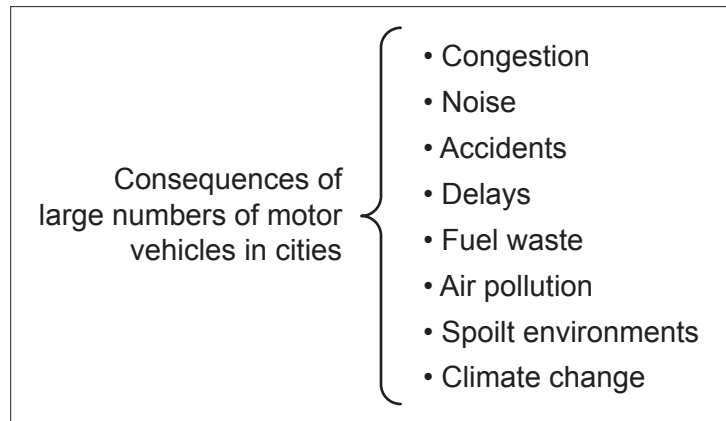 Consequences of
large numbers of motor
vehicles in cities
• Congestion
• Noise
• Accidents
• Delays
• Fuel waste
• Air pollution
• Spoilt environments
• Climate change